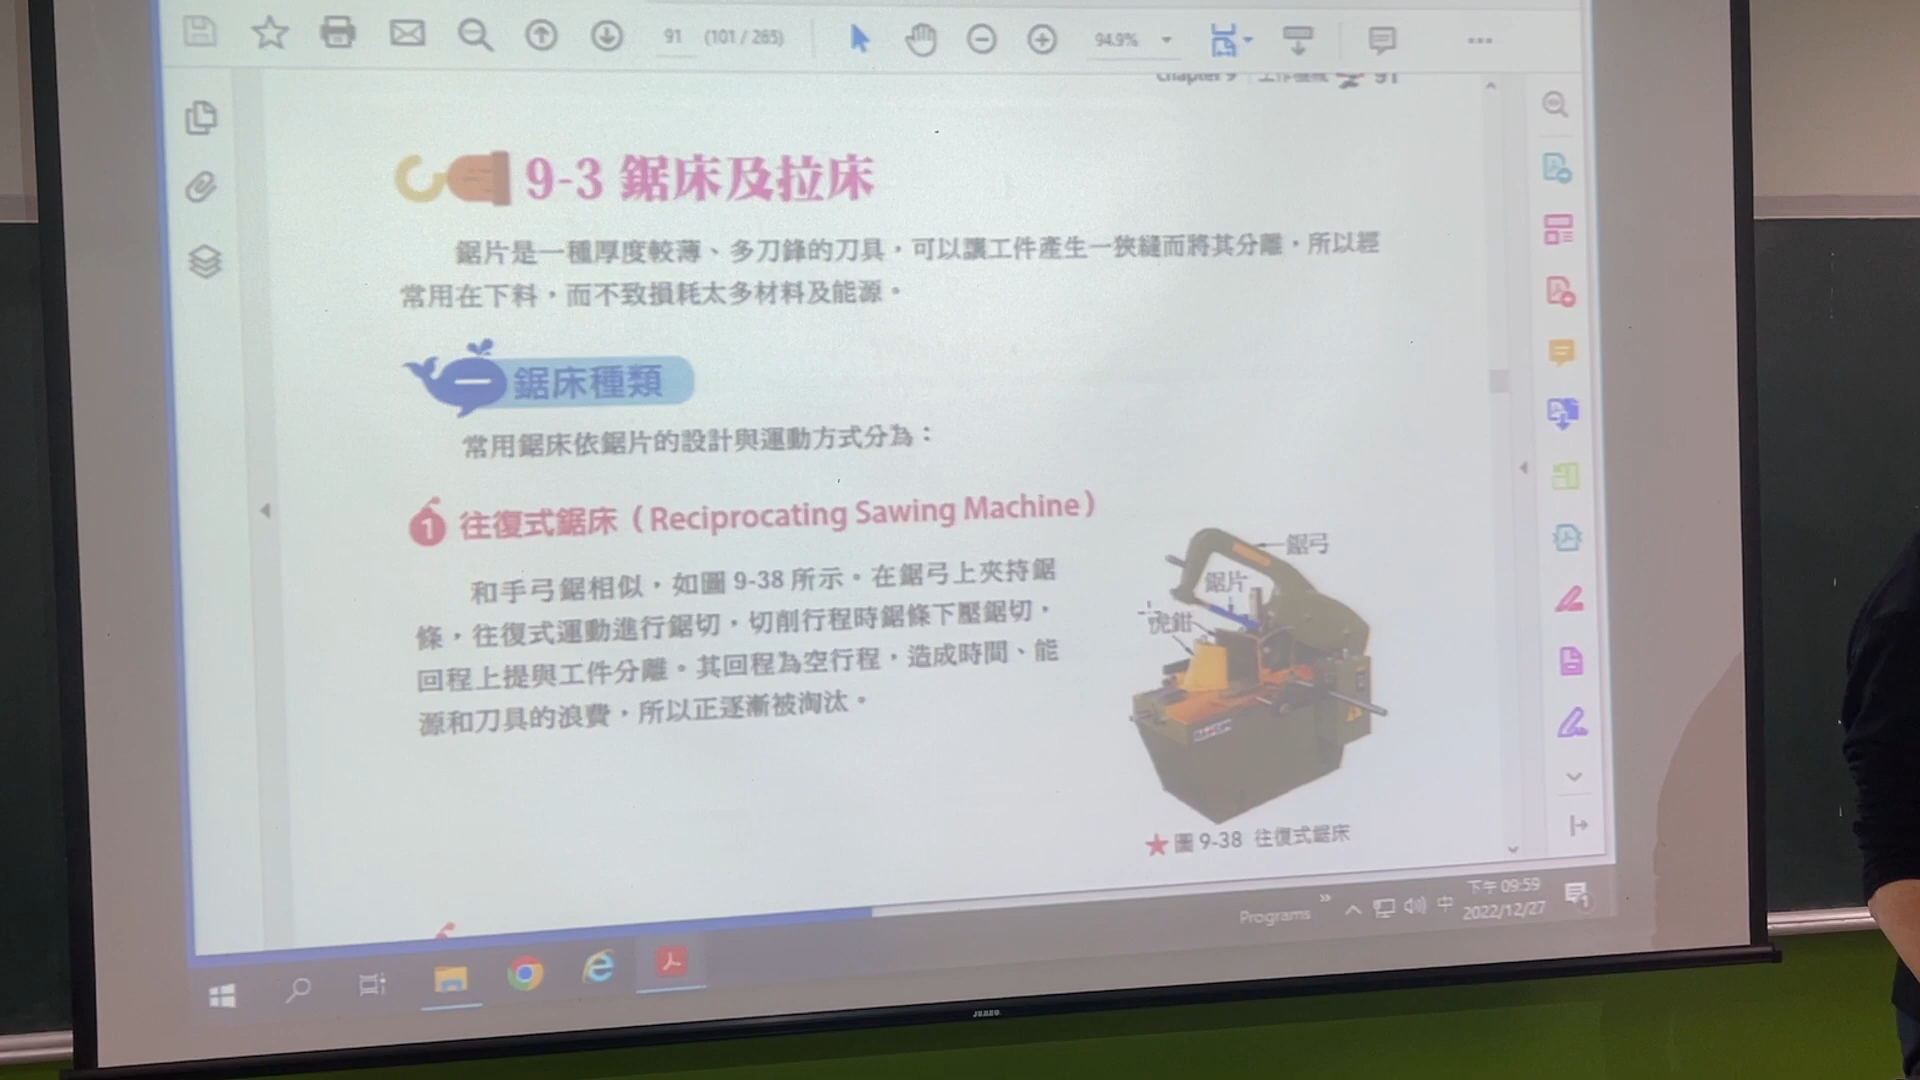 91 (101 / 265)
94.9%
Chapter 9 工作機械 91
9-3 鋸床及拉床
鋸片是一種厚度較薄、多刀鋒的刀具,可以讓工件產生一狹縫而將其分離,所以經
常用在下料,而不致損耗太多材料及能源。
一 鋸床種類
常用鋸床依鋸片的設計與運動方式分為:
1 往復式鋸床(Reciprocating Sawing Machine)
和手弓鋸相似,如圖 9-38 所示。在鋸弓上夾持鋸
條,往復式運動進行鋸切,切削行程時鋸條下壓鋸切,
回程上提與工件分離。其回程為空行程,造成時間、能
源和刀具的浪費,所以正逐漸被淘汰。
鋸弓
鋸片
虎鉗
★圖 9-38 往復式鋸床
Programs
中
下午 09:59
2022/12/27
1